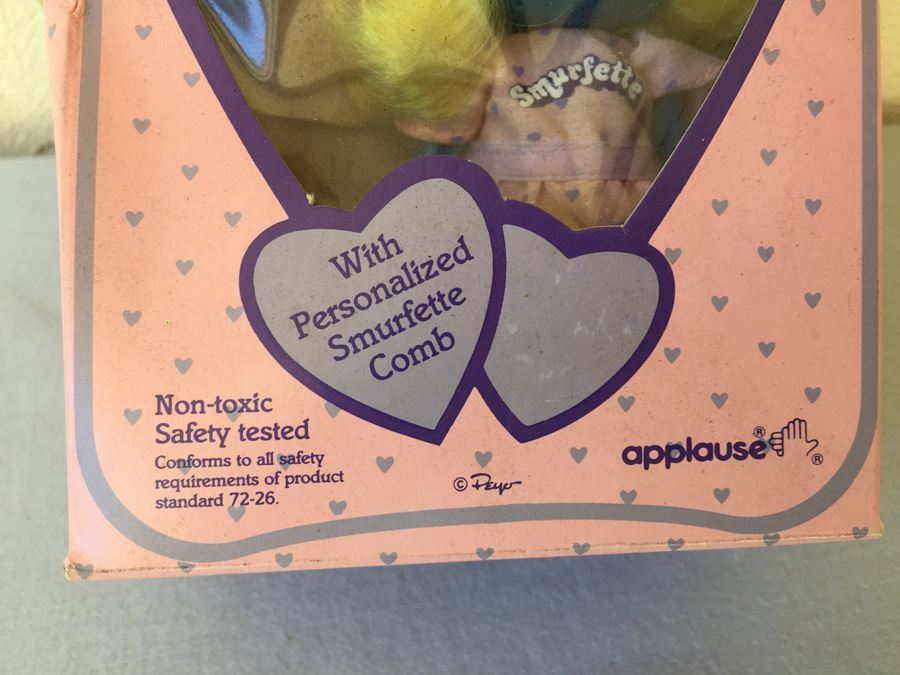 Smurfette
With
Personalized
Smurfette
Comb
Non-toxic
Safety tested
Conforms to all safety
requirements of product
standard 72-26.
© Peyo
applause® ®